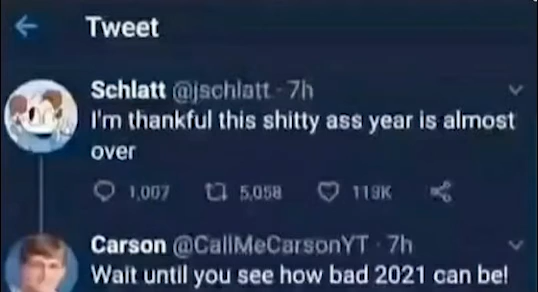 Tweet
Schlatt @jschlatt · 7h
I'm thankful this shitty ass year is almost
over
1,007 5,058 119K
Carson @CallMeCarsonYT · 7h
Wait until you see how bad 2021 can be!